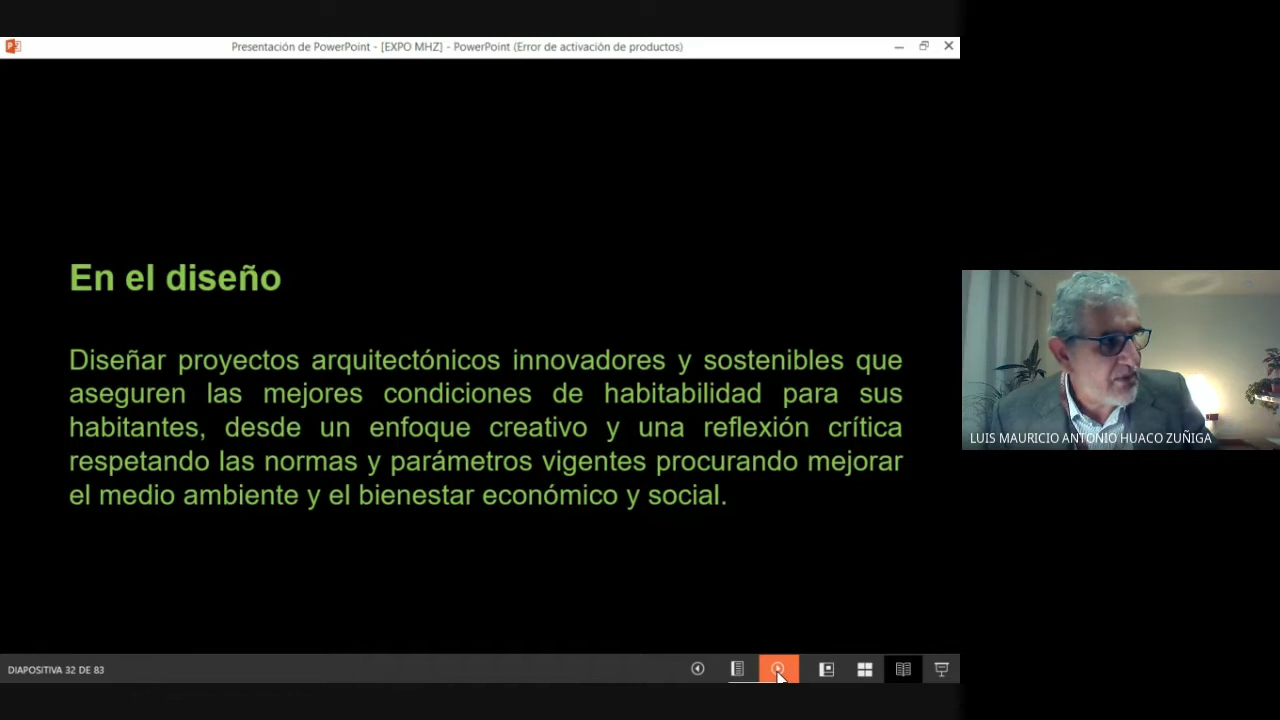 Presentación de PowerPoint - [EXPO MHZ] - PowerPoint (Error de activación de productos)
En el diseño
Diseñar proyectos arquitectónicos innovadores y sostenibles que
aseguren las mejores condiciones de habitabilidad para sus
habitantes, desde un enfoque creativo y una reflexión crítica
respetando las normas y parámetros vigentes procurando mejorar
el medio ambiente y el bienestar económico y social.
LUIS MAURICIO ANTONIO HUACO ZUÑIGA
DIAPOSITIVA 32 DE 83